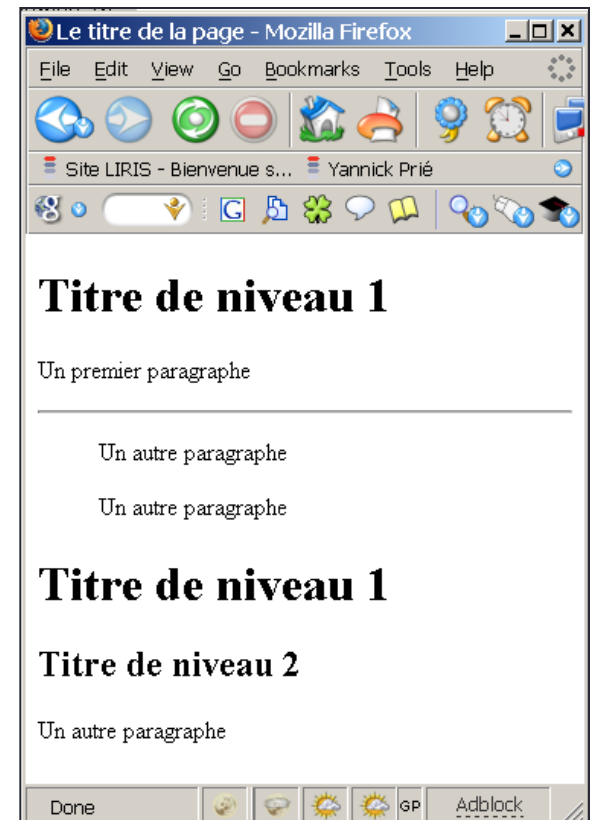 Le titre de la page - Mozilla Firefox
File Edit View Go Bookmarks Tools Help
Site LIRIS - Bienvenue s... Yannick Prié
G
Titre de niveau 1
Un premier paragraphe
Un autre paragraphe
Un autre paragraphe
Titre de niveau 1
Titre de niveau 2
Un autre paragraphe
Done GP Adblock